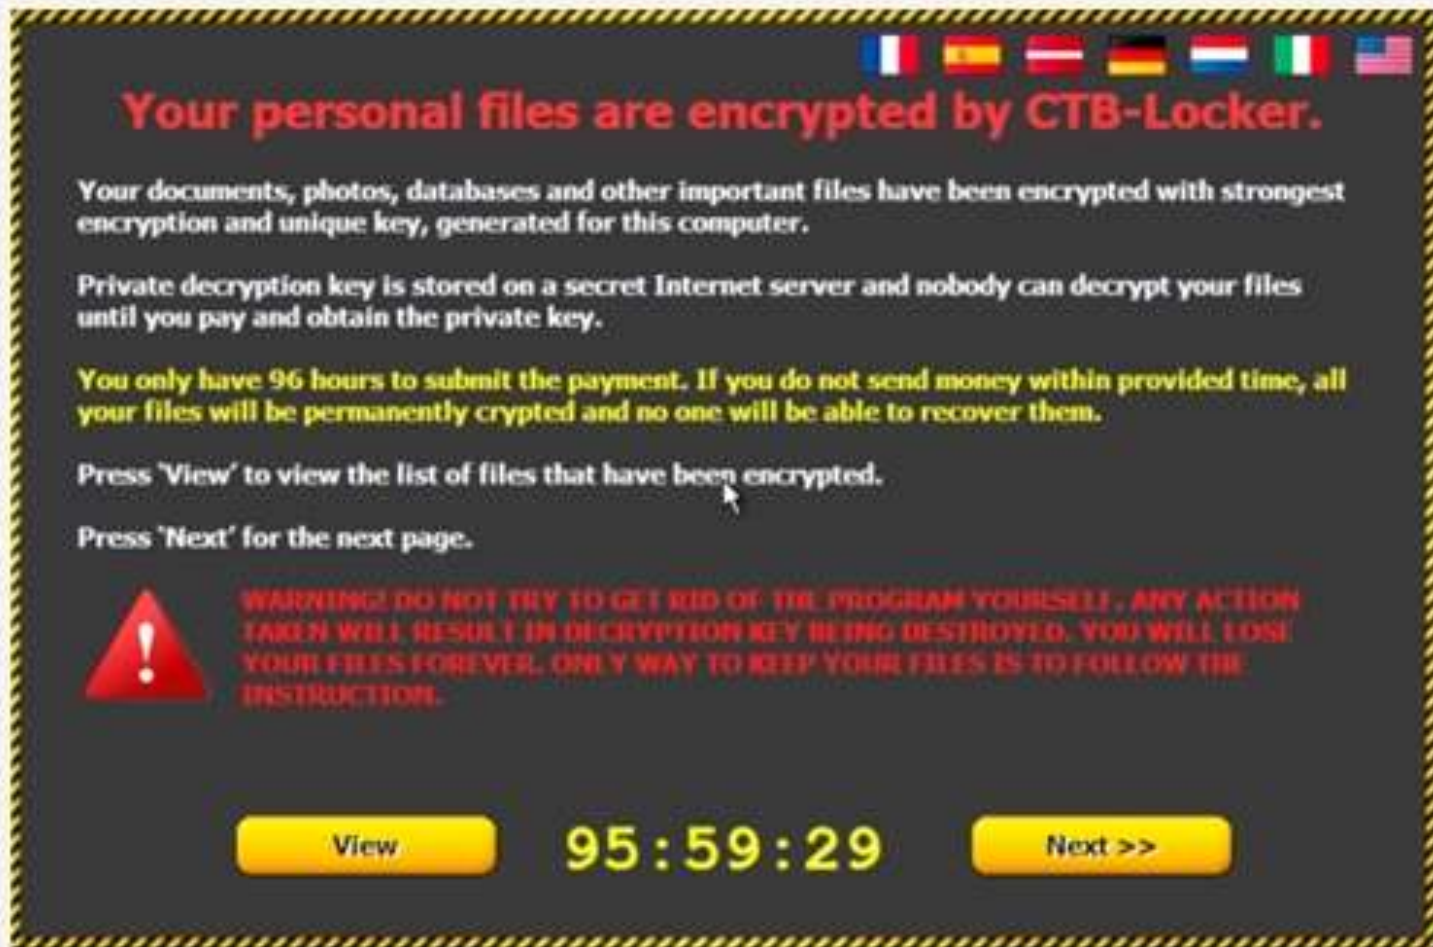 Your personal files are encrypted by CTB-Locker.
Your documents, photos, databases and other important files have been encrypted with strongest
encryption and unique key, generated for this computer.
Private decryption key is stored on a secret Internet server and nobody can decrypt your files
until you pay and obtain the private key.
You only have 96 hours to submit the payment. If you do not send money within provided time, all
your files will be permanently crypted and no one will be able to recover them.
Press 'View' to view the list of files that have been encrypted.
Press 'Next' for the next page.
WARNING! DO NOT TRY TO GET RID OF THE PROGRAM YOURSELF. ANY ACTION
TAKEN WILL RESULT IN DECRYPTION KEY BEING DESTROYED. YOU WILL LOSE
YOUR FILES FOREVER. ONLY WAY TO KEEP YOUR FILES IS TO FOLLOW THE
INSTRUCTION.
View
95:59:29
Next >>